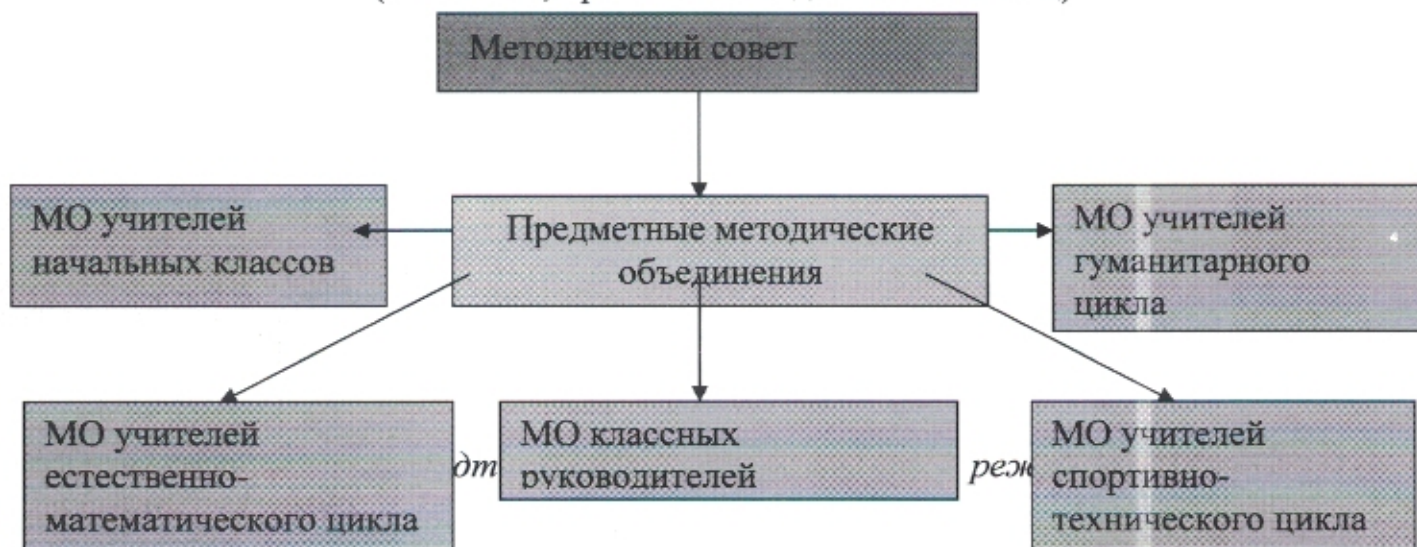 Методический совет
МО учителей
начальных классов
Предметные методические
объединения
МО учителей
гуманитарного
цикла
МО учителей
естественно-
математического цикла
МО классных
руководителей
МО учителей
спортивно-
технического цикла